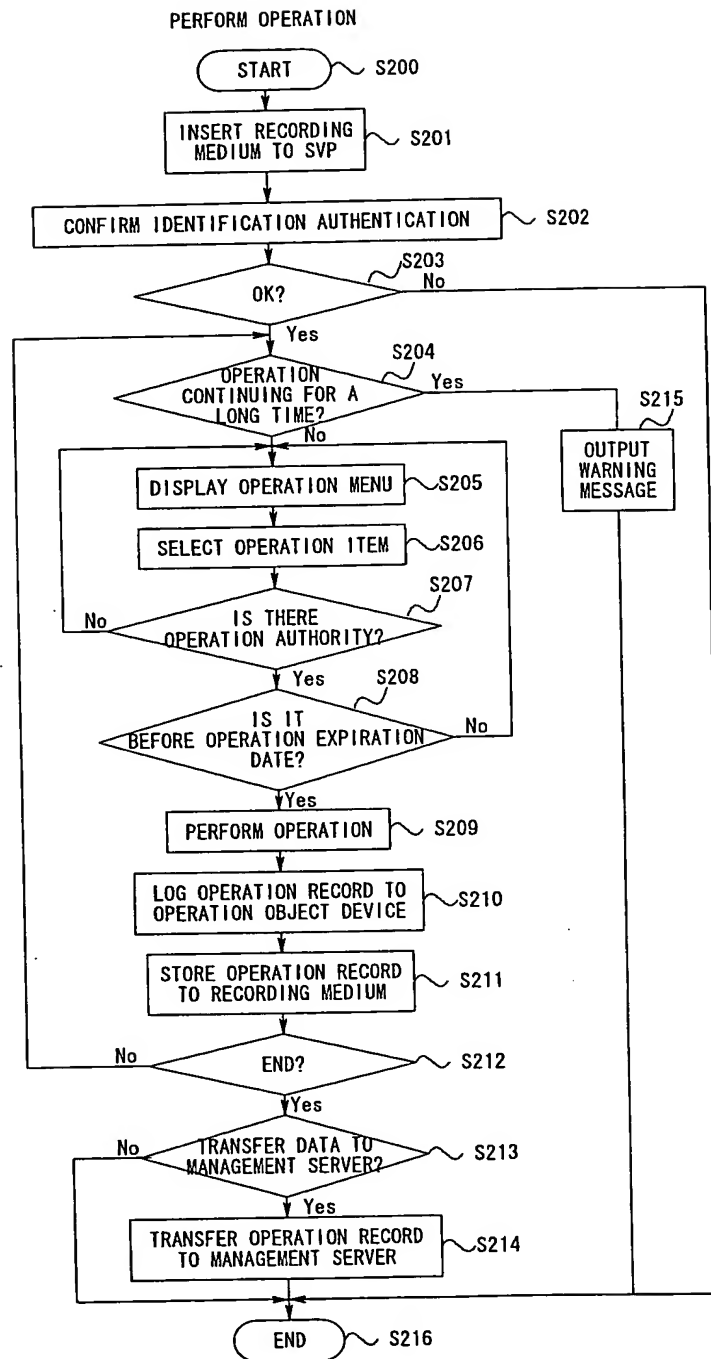 PERFORM OPERATION
START
S200
INSERT RECORDING
MEDIUM TO SVP
S201
CONFIRM IDENTIFICATION AUTHENTICATION
S202
S203
OK?
No
Yes
S204
OPERATION
CONTINUING FOR A
LONG TIME?
Yes
No
S215
OUTPUT
WARNING
MESSAGE
DISPLAY OPERATION MENU
S205
SELECT OPERATION ITEM
S206
S207
IS THERE
OPERATION AUTHORITY?
No
Yes
S208
IS IT
BEFORE OPERATION EXPIRATION
DATE?
No
Yes
PERFORM OPERATION
S209
LOG OPERATION RECORD TO
OPERATION OBJECT DEVICE
S210
STORE OPERATION RECORD
TO RECORDING MEDIUM
S211
No
END?
S212
Yes
No
TRANSFER DATA TO
MANAGEMENT SERVER?
S213
Yes
TRANSFER OPERATION RECORD
TO MANAGEMENT SERVER
S214
END
S216